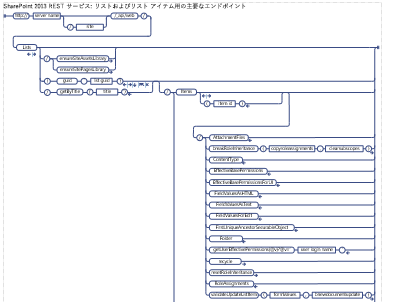 SharePoint 2013 REST サービス: リストおよびリスト アイテム用の主要なエンドポイント
http:// server name / site /_api/web /
Lists
/ ensureSiteAssetsLibrary
/ ensureSitePagesLibrary
( guid ' list guid ')
/ getByTitle (' title ')
/ Items
( item id )
/ AttachmentFiles
breakRoleInheritance ( copyroleassignments , clearsubscopes )
ContentType
EffectiveBasePermissions
EffectiveBasePermissionsForUI
FieldValuesAsHTML
FieldValuesAsText
FieldValuesForEdit
FirstUniqueAncestorSecurableObject
Folder
getUserEffectivePermissions(@v)?@v= user login name '
recycle
resetRoleInheritance
RoleAssignments
validateUpdateListItem ( formValues , bNewDocumentUpdate )